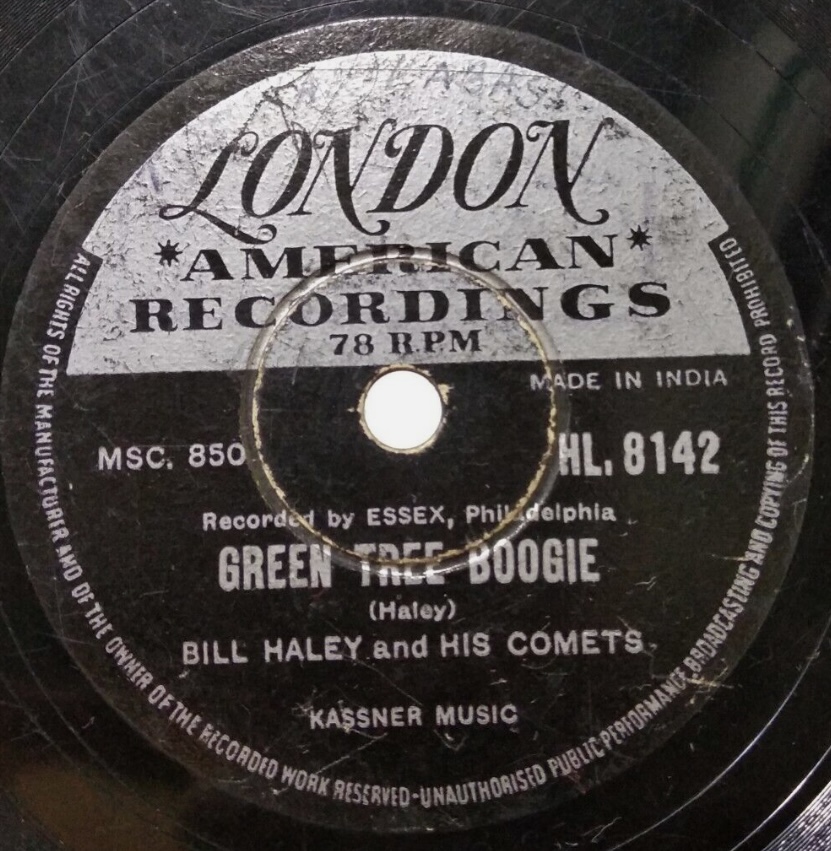 LONDON
*AMERICAN*
RECORDINGS
78 RPM
MADE IN INDIA
MSC. 850
HL. 8142
Recorded by ESSEX, Philadelphia
GREEN TREE BOOGIE
(Haley)
BILL HALEY and HIS COMETS
KASSNER MUSIC
ALL RIGHTS OF THE MANUFACTURER AND OF THE OWNER OF THE RECORDED WORK RESERVED-UNAUTHORISED PUBLIC PERFORMANCE BROADCASTING AND COPYING OF THIS RECORD PROHIBITED